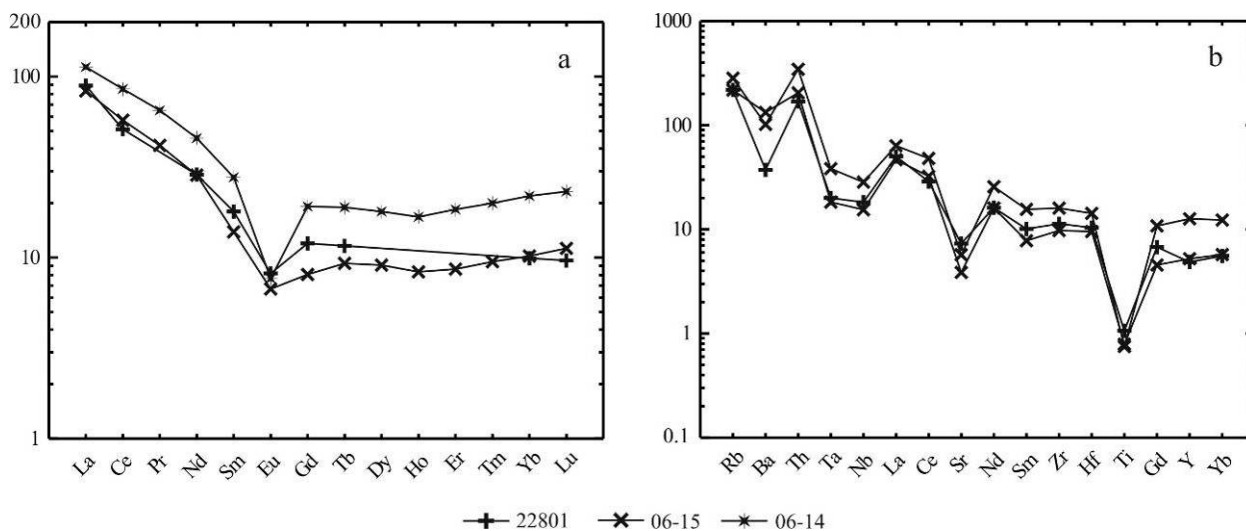 200
100
10
1
a
La Ce Pr Nd Sm Eu Gd Tb Dy Ho Er Tm Yb Lu
1000
100
10
1
0.1
b
Rb Ba Th Ta Nb La Ce Sr Nd Sm Zr Hf Ti Gd Y Yb
22801 06-15 06-14